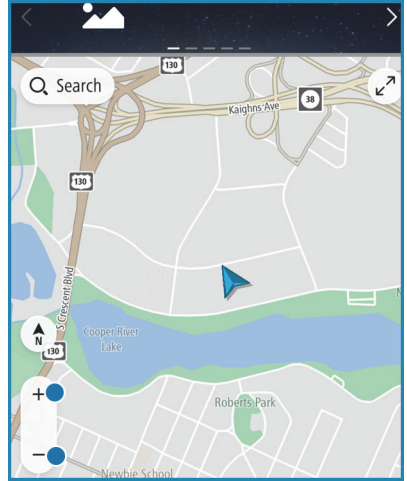 130
Search
Kaighns Ave
38
130
S Crescent Blvd
N
130
Cooper River
Lake
+
Roberts Park
−
Newbie School